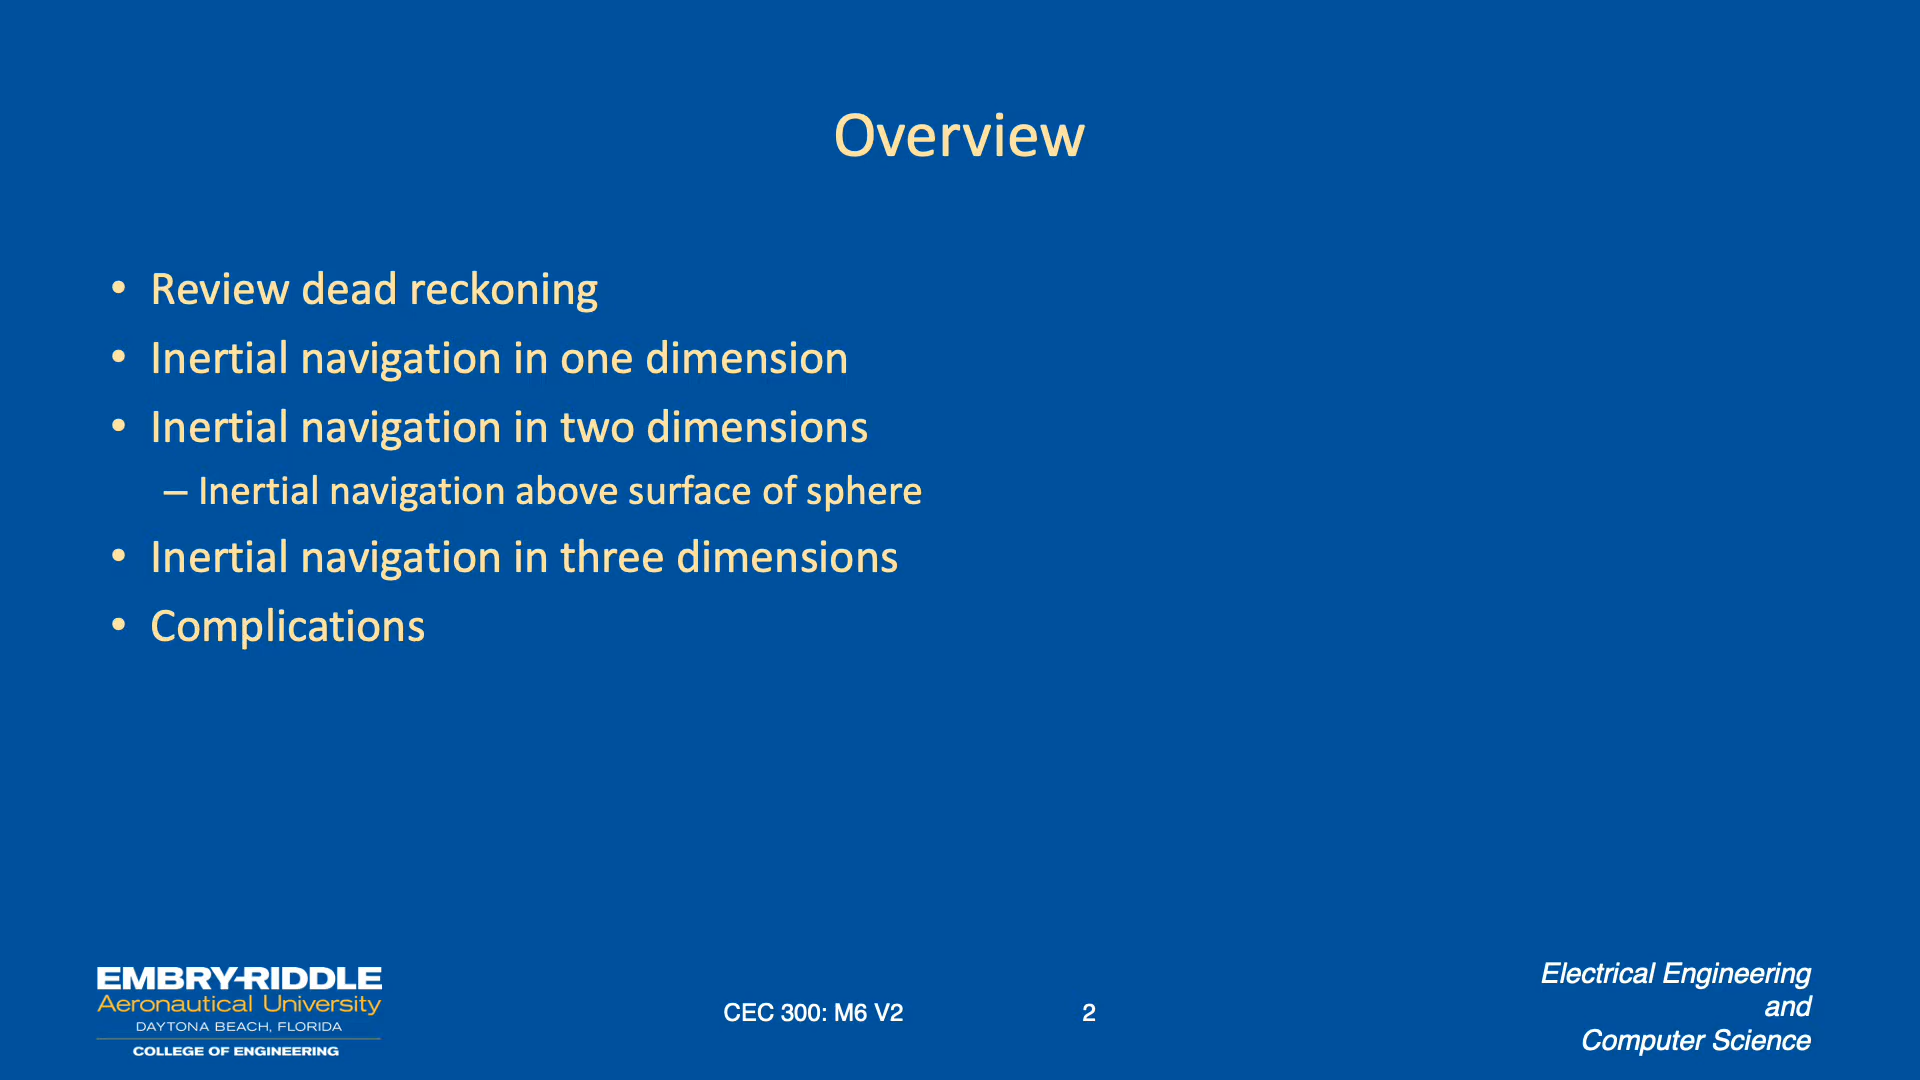 Overview
• Review dead reckoning
• Inertial navigation in one dimension
• Inertial navigation in two dimensions
– Inertial navigation above surface of sphere
• Inertial navigation in three dimensions
• Complications
EMBRY-RIDDLE
Aeronautical University
DAYTONA BEACH, FLORIDA
COLLEGE OF ENGINEERING
CEC 300: M6 V2
2
Electrical Engineering
and
Computer Science